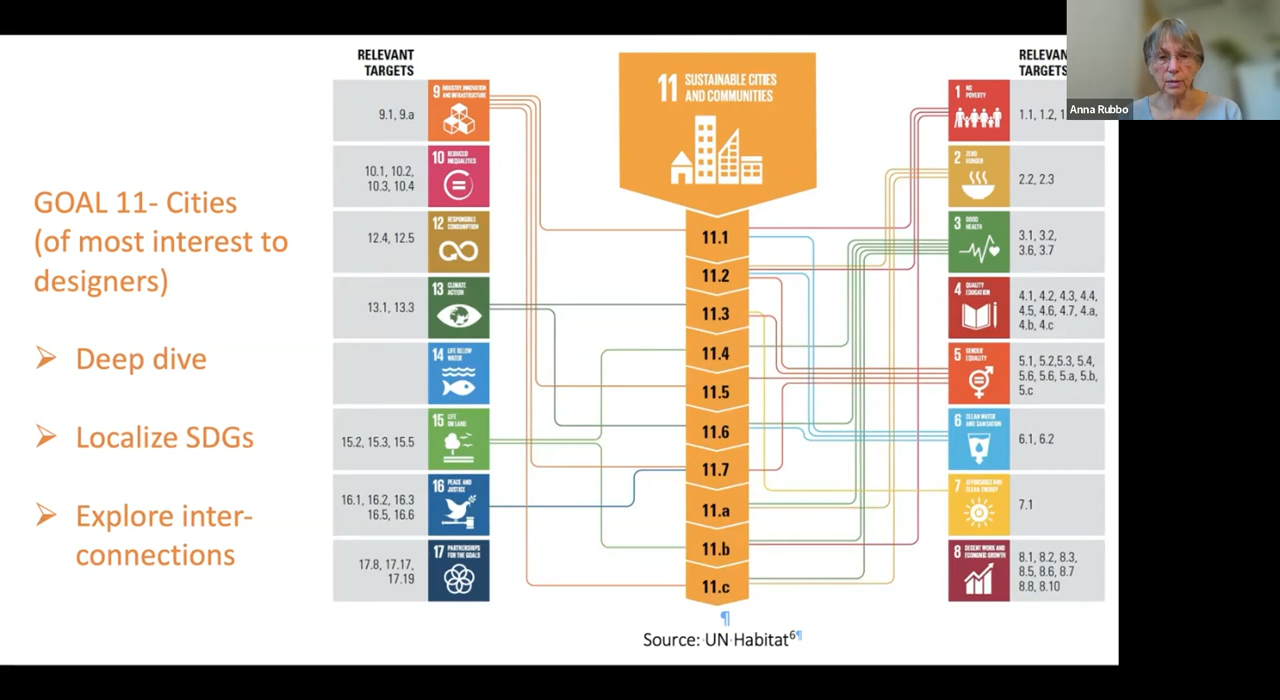 GOAL 11- Cities
(of most interest to
designers)
➢ Deep dive
➢ Localize SDGs
➢ Explore inter-
connections
RELEVANT
TARGETS
9.1, 9.a
9 INDUSTRY, INNOVATION
AND INFRASTRUCTURE
10.1, 10.2,
10.3, 10.4
10 REDUCED
INEQUALITIES
12.4, 12.5
12 RESPONSIBLE
CONSUMPTION
13.1, 13.3
13 CLIMATE
ACTION
14 LIFE BELOW
WATER
15.2, 15.3, 15.5
15 LIFE
ON LAND
16.1, 16.2, 16.3
16.5, 16.6
16 PEACE AND
JUSTICE
17.8, 17.17,
17.19
17 PARTNERSHIPS
FOR THE GOALS
11 SUSTAINABLE CITIES
AND COMMUNITIES
11.1
11.2
11.3
11.4
11.5
11.6
11.7
11.a
11.b
11.c
¶
Source: UN Habitat⁶¶
TARGETS
1 NO
POVERTY
1.1, 1.2,
2 ZERO
HUNGER
2.2, 2.3
3 GOOD
HEALTH
3.1, 3.2,
3.6, 3.7
4 QUALITY
EDUCATION
4.1, 4.2, 4.3, 4.4,
4.5, 4.6, 4.7, 4.a,
4.b, 4.c
5 GENDER
EQUALITY
5.1, 5.2,5.3, 5.4,
5.6, 5.6, 5.a, 5.b,
5.c
6 CLEAN WATER
AND SANITATION
6.1, 6.2
7 AFFORDABLE AND
CLEAN ENERGY
7.1
8 DECENT WORK AND
ECONOMIC GROWTH
8.1, 8.2, 8.3,
8.5, 8.6, 8.7
8.8, 8.10
Anna Rubbo